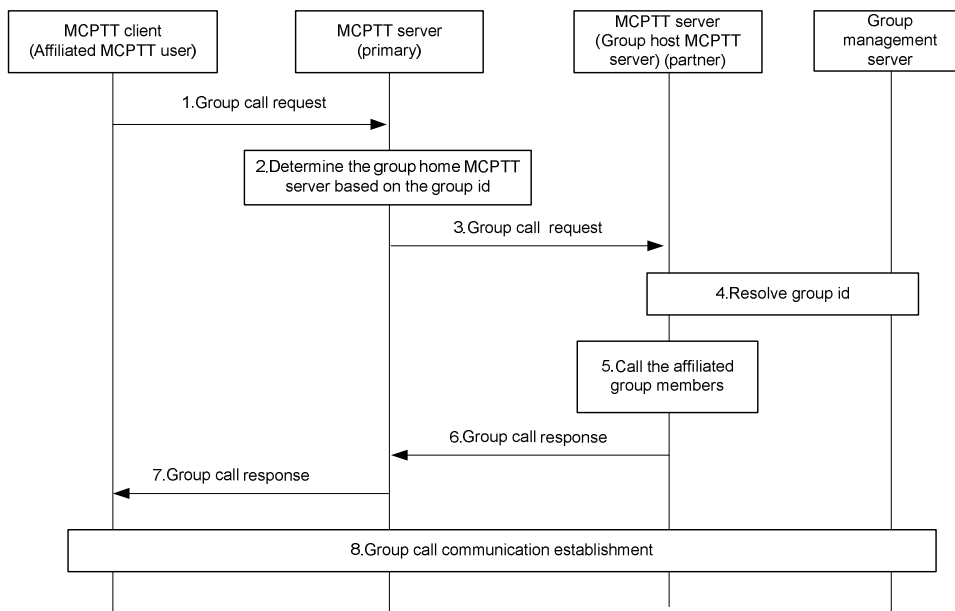 MCPTT client
(Affiliated MCPTT user)
MCPTT server
(primary)
MCPTT server
(Group host MCPTT
server) (partner)
Group
management
server
1.Group call request
2.Determine the group home MCPTT
server based on the group id
3.Group call request
4.Resolve group id
5.Call the affiliated
group members
6.Group call response
7.Group call response
8.Group call communication establishment